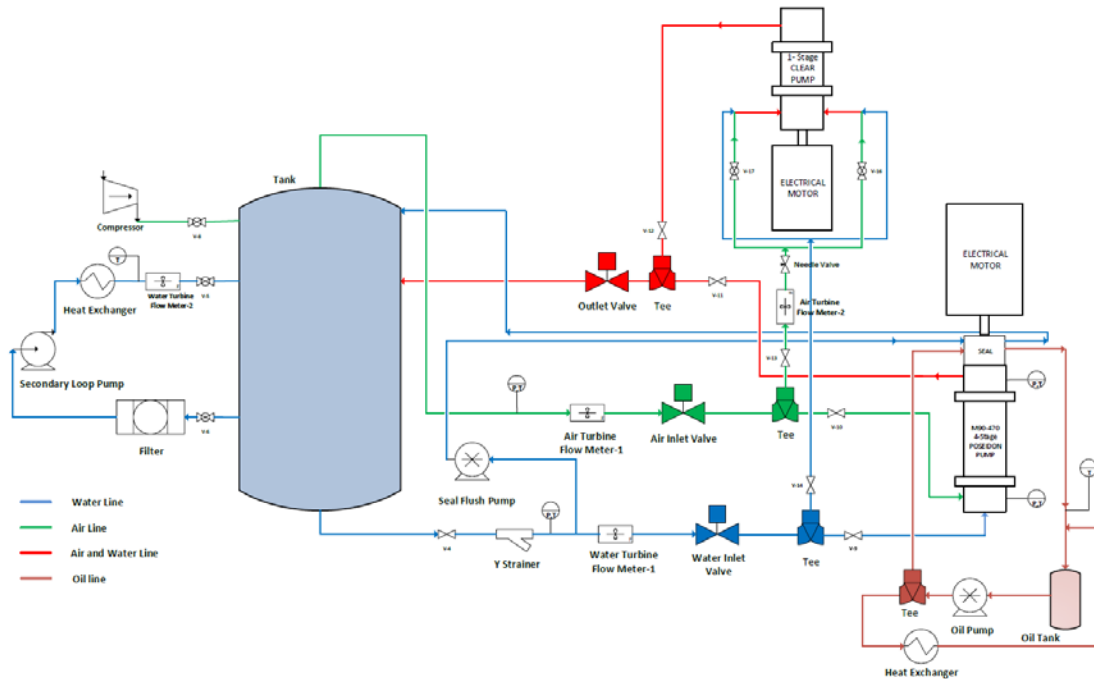 1- Stage
CLEAR
PUMP
ELECTRICAL
MOTOR
V-17
V-16
Tank
Compressor
V-8
V-12
Needle Valve
Outlet Valve
Tee
V-11
Air Turbine
Flow Meter-2
ELECTRICAL
MOTOR
SEAL
T
Heat Exchanger
Water Turbine
Flow Meter-2
V-5
Secondary Loop Pump
V-13
P,T
P,T
Filter
V-6
Air Turbine
Flow Meter-1
Air Inlet Valve
Tee
V-10
M90-470
4-Stage
POSEIDON
PUMP
T
Seal Flush Pump
V-14
P,T
P,T
Water Line
Air Line
Air and Water Line
Oil line
V-4
Y Strainer
Water Turbine
Flow Meter-1
Water Inlet
Valve
Tee
V-9
Tee
Oil Pump
Oil Tank
Heat Exchanger